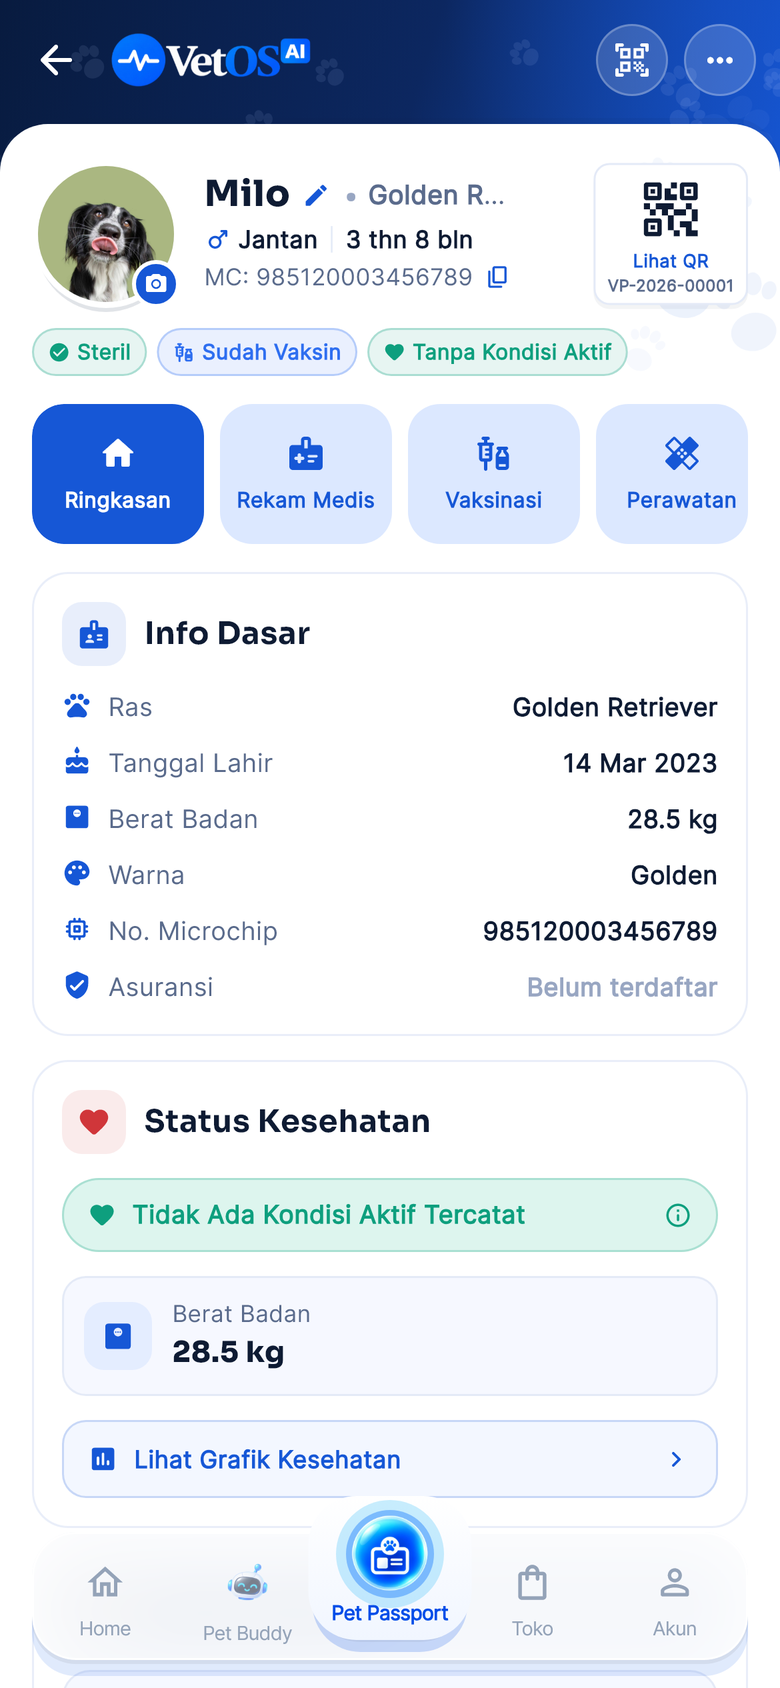 VetOS AI
Milo • Golden R...
Jantan | 3 thn 8 bln
MC: 985120003456789
Lihat QR
VP-2026-00001
Steril
Sudah Vaksin
Tanpa Kondisi Aktif
Ringkasan
Rekam Medis
Vaksinasi
Perawatan
Info Dasar
Ras Golden Retriever
Tanggal Lahir 14 Mar 2023
Berat Badan 28.5 kg
Warna Golden
No. Microchip 985120003456789
Asuransi Belum terdaftar
Status Kesehatan
Tidak Ada Kondisi Aktif Tercatat
Berat Badan
28.5 kg
Lihat Grafik Kesehatan
Home
Pet Buddy
Pet Passport
Toko
Akun